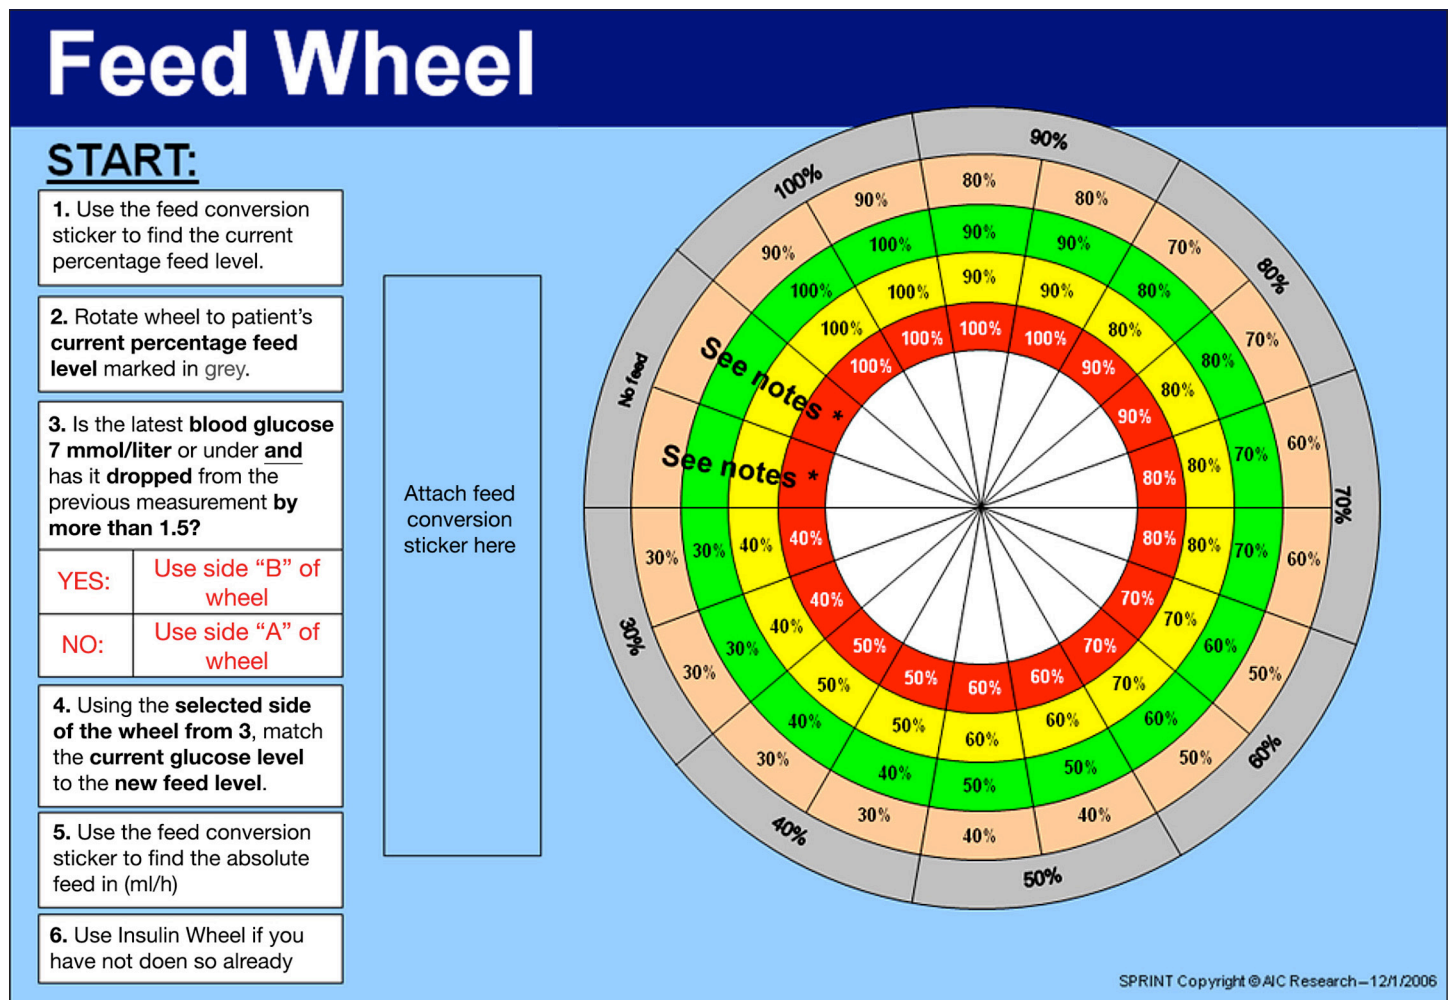 Feed Wheel
START:
1. Use the feed conversion
sticker to find the current
percentage feed level.
2. Rotate wheel to patient’s
current percentage feed
level marked in grey.
3. Is the latest blood glucose
7 mmol/liter or under and
has it dropped from the
previous measurement by
more than 1.5?
YES:
Use side “B” of
wheel
NO:
Use side “A” of
wheel
4. Using the selected side
of the wheel from 3, match
the current glucose level
to the new feed level.
5. Use the feed conversion
sticker to find the absolute
feed in (ml/h)
6. Use Insulin Wheel if you
have not doen so already
Attach feed
conversion
sticker here
90%
80%
70%
60%
50%
40%
30%
No feed
100%
80%
80%
70%
70%
60%
60%
50%
50%
40%
40%
30%
30%
30%
30%
90%
90%
90%
90%
80%
80%
70%
70%
60%
60%
50%
50%
40%
40%
30%
30%
100%
100%
90%
90%
80%
80%
80%
80%
70%
70%
60%
60%
50%
50%
40%
40%
100%
100%
100%
100%
90%
90%
80%
80%
70%
70%
60%
60%
50%
50%
40%
40%
100%
100%
See notes *
See notes *
SPRINT Copyright © AIC Research – 12/1/2006